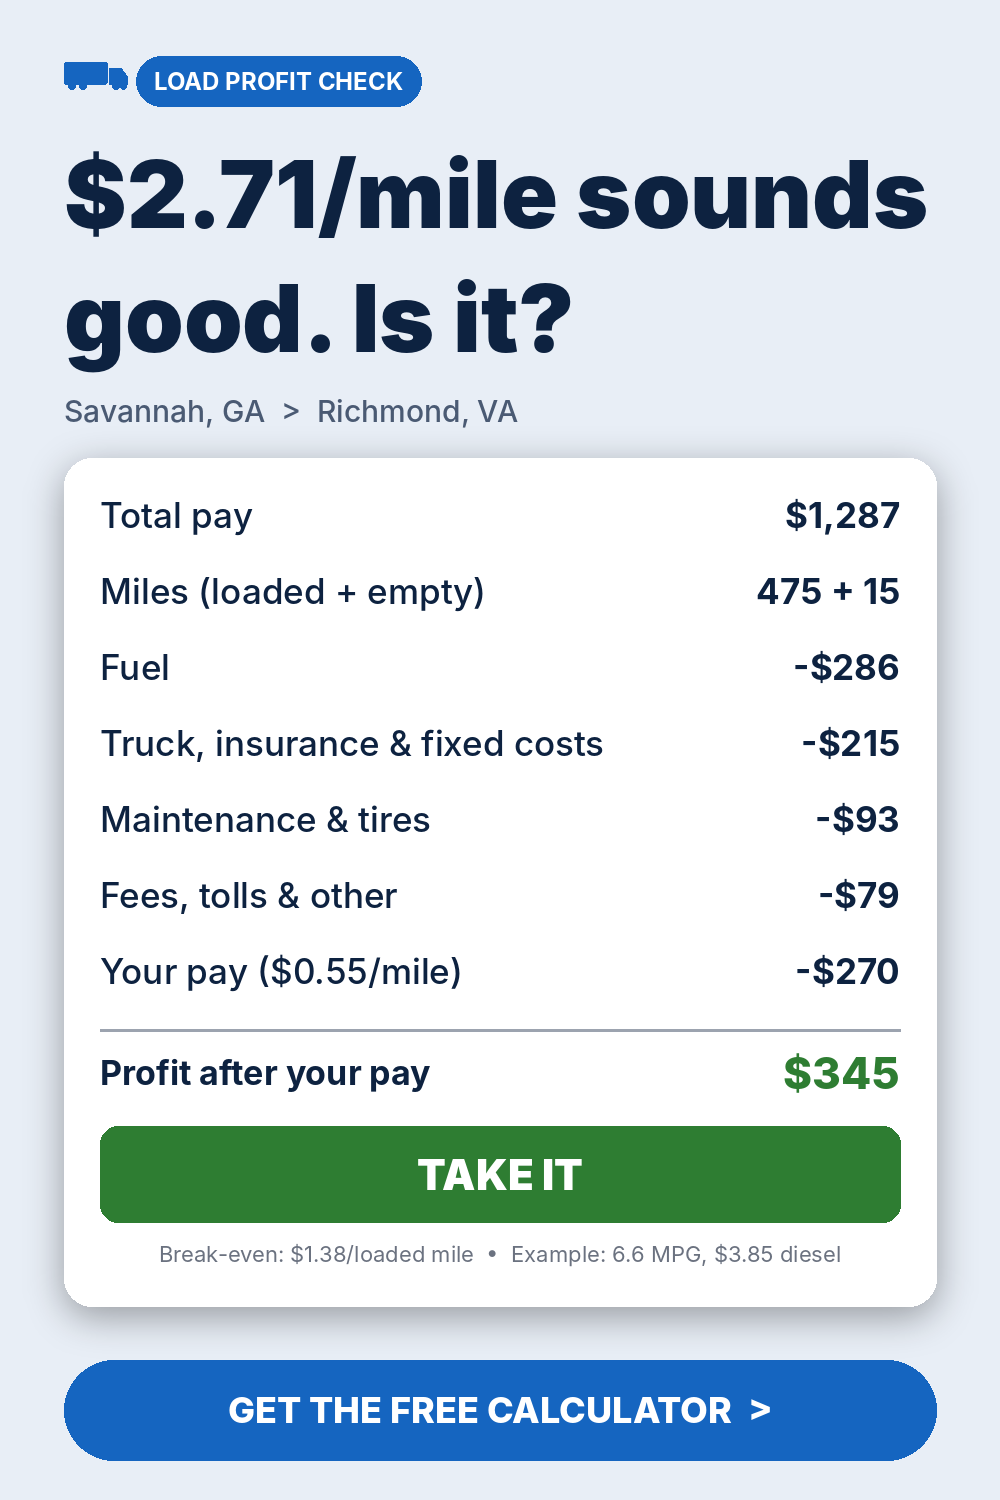 LOAD PROFIT CHECK
$2.71/mile sounds
good. Is it?
Savannah, GA > Richmond, VA
Total pay $1,287
Miles (loaded + empty) 475 + 15
Fuel -$286
Truck, insurance & fixed costs -$215
Maintenance & tires -$93
Fees, tolls & other -$79
Your pay ($0.55/mile) -$270
Profit after your pay $345
TAKE IT
Break-even: $1.38/loaded mile • Example: 6.6 MPG, $3.85 diesel
GET THE FREE CALCULATOR >